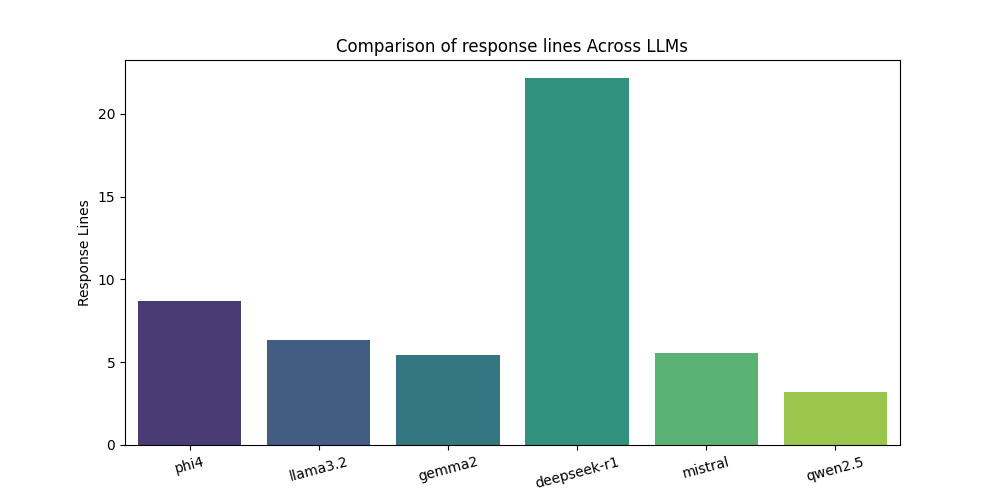 Comparison of response lines Across LLMs
Response Lines
20
15
10
5
0
phi4
llama3.2
gemma2
deepseek-r1
mistral
qwen2.5